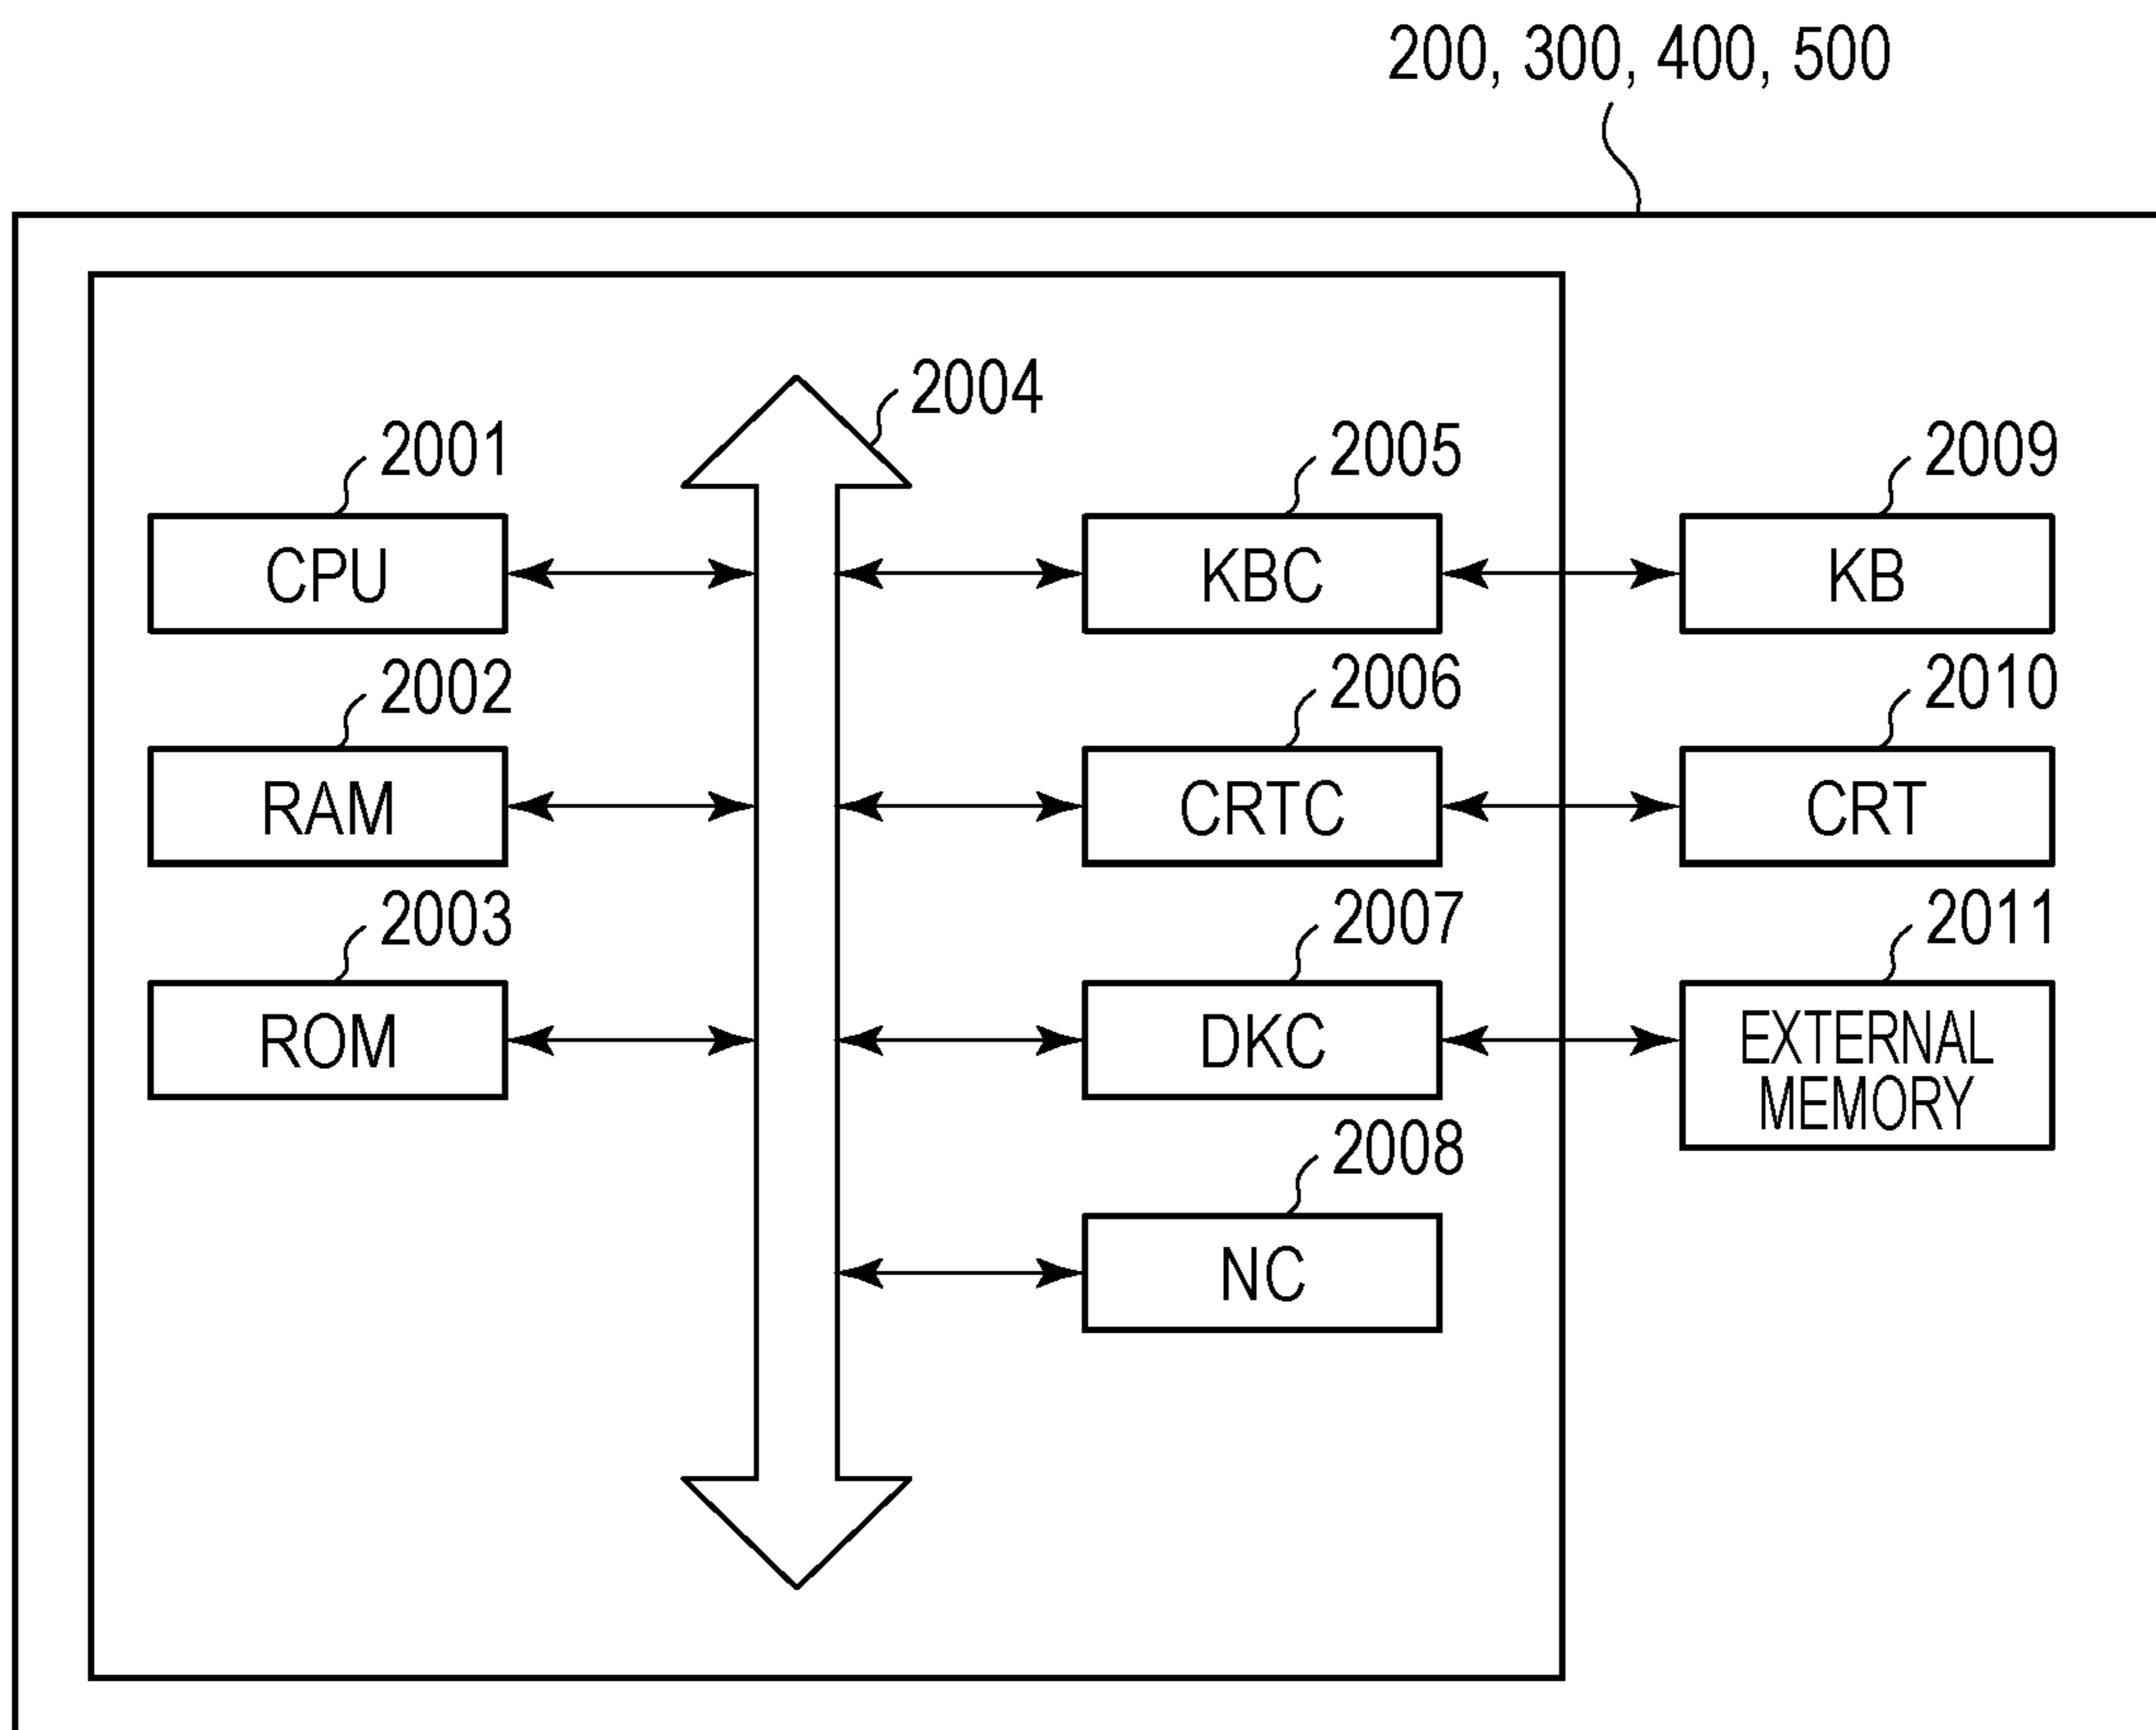 200, 300, 400, 500
2004
2001
2005
2009
CPU
KBC
KB
2002
2006
2010
RAM
CRTC
CRT
2003
2007
2011
ROM
DKC
EXTERNAL
MEMORY
2008
NC